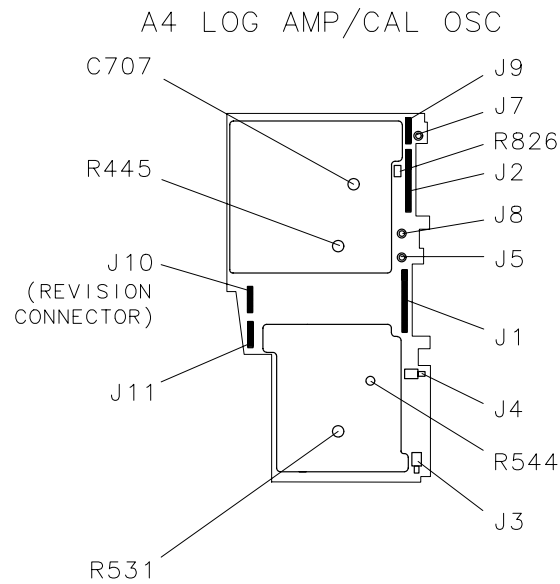 A4 LOG AMP/CAL OSC
C707
J9
J7
R826
R445
J2
J8
J10
J5
(REVISION
CONNECTOR)
J1
J11
J4
R544
J3
R531